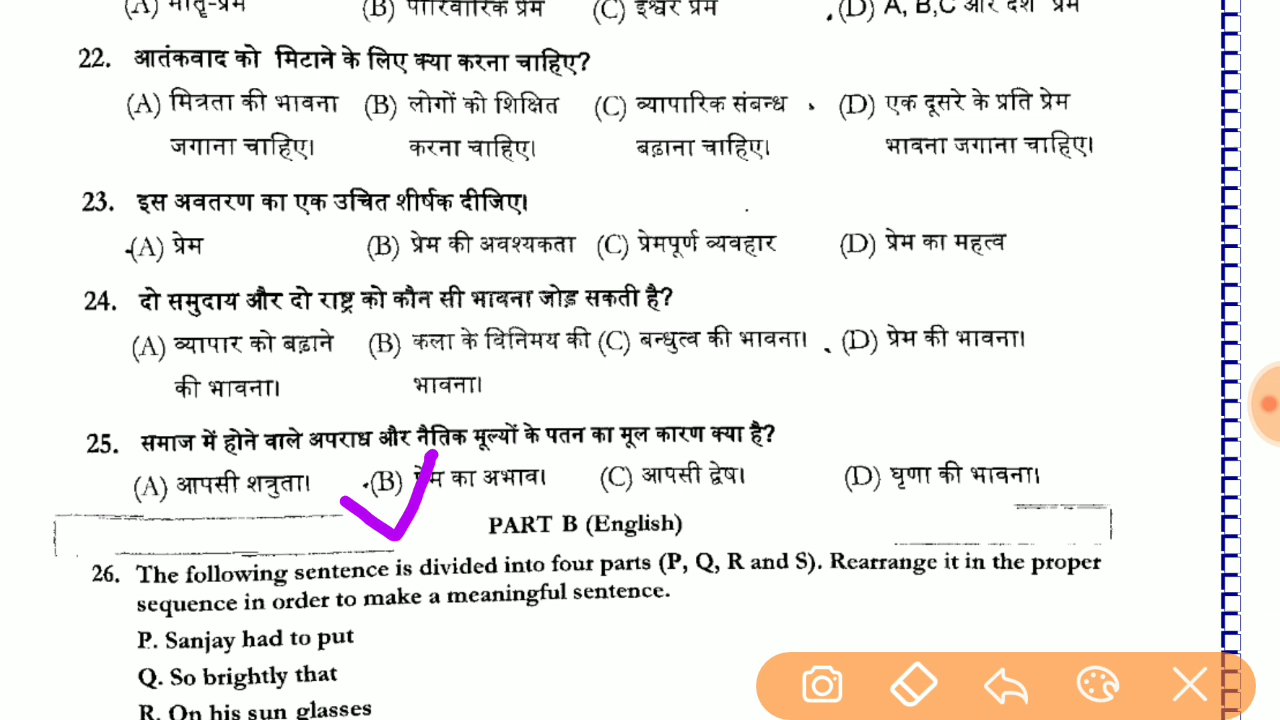 (A) मातृ-प्रेम (B) पारिवारिक प्रेम (C) ईश्वर प्रेम (D) A, B,C और देश प्रेम
22. आतंकवाद को मिटाने के लिए क्या करना चाहिए?
(A) मित्रता की भावना (B) लोगों को शिक्षित (C) व्यापारिक संबन्ध (D) एक दूसरे के प्रति प्रेम
जगाना चाहिए। करना चाहिए। बढ़ाना चाहिए। भावना जगाना चाहिए।
23. इस अवतरण का एक उचित शीर्षक दीजिए।
(A) प्रेम (B) प्रेम की अवश्यकता (C) प्रेमपूर्ण व्यवहार (D) प्रेम का महत्व
24. दो समुदाय और दो राष्ट्र को कौन सी भावना जोड़ सकती है?
(A) व्यापार को बढ़ाने (B) कला के विनिमय की (C) बन्धुत्व की भावना। (D) प्रेम की भावना।
की भावना। भावना।
25. समाज में होने वाले अपराध और नैतिक मूल्यों के पतन का मूल कारण क्या है?
(A) आपसी शत्रुता। (B) प्रेम का अभाव। (C) आपसी द्वेष। (D) घृणा की भावना।
PART B (English)
26. The following sentence is divided into four parts (P, Q, R and S). Rearrange it in the proper
sequence in order to make a meaningful sentence.
P. Sanjay had to put
Q. So brightly that
R. On his sun glasses